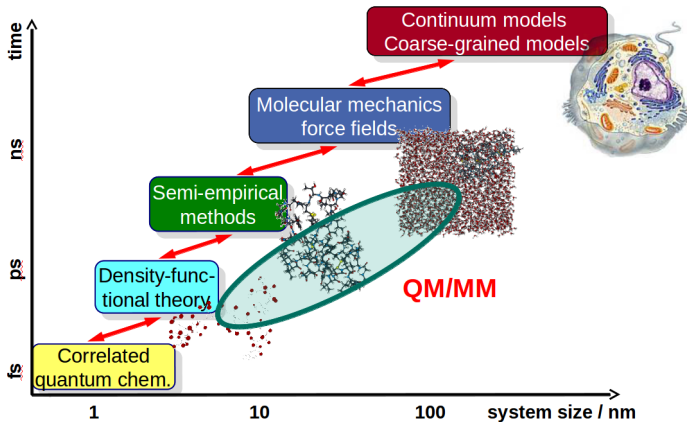 time
Continuum models
Coarse-grained models
Molecular mechanics
force fields
ns
Semi-empirical
methods
ps
Density-func-
tional theory
QM/MM
fs
Correlated
quantum chem.
1
10
100
system size / nm